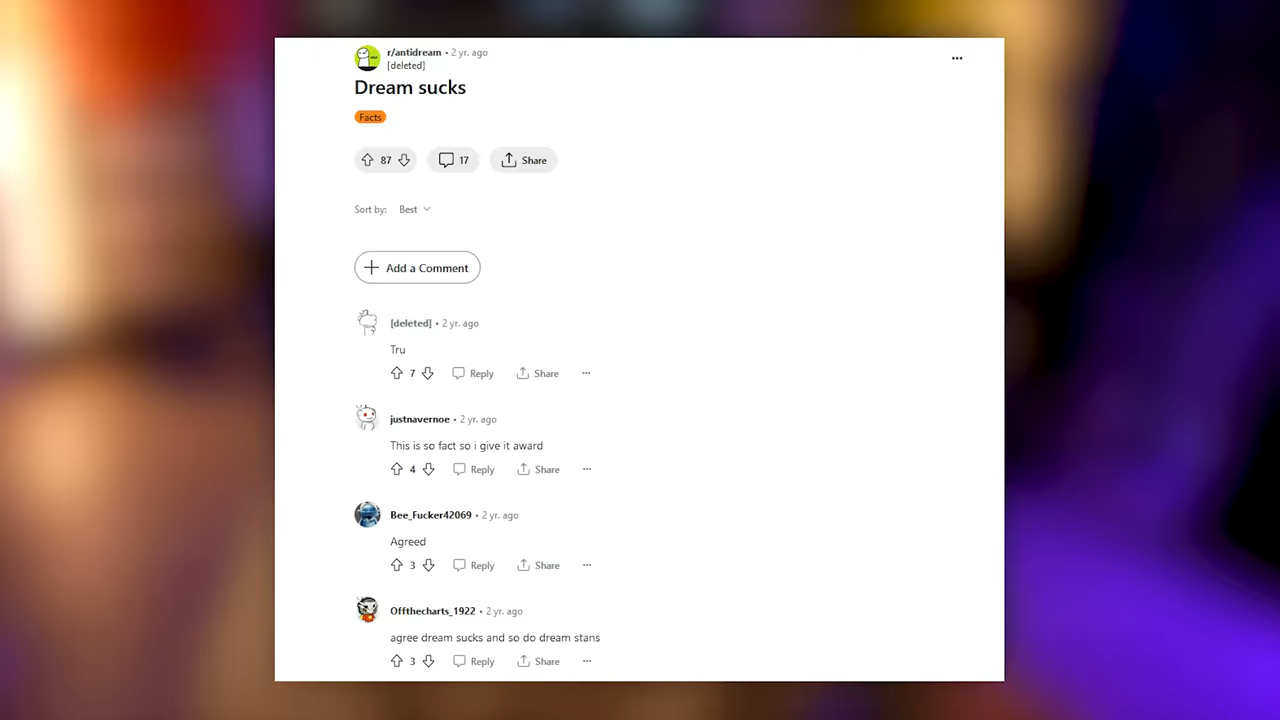 r/antidream • 2 yr. ago
[deleted]
Dream sucks
Facts
87 17 Share
Sort by: Best
Add a Comment
[deleted] • 2 yr. ago
Tru
7 Reply Share
justnavernoe • 2 yr. ago
This is so fact so i give it award
4 Reply Share
Bee_Fucker42069 • 2 yr. ago
Agreed
3 Reply Share
Offthecharts_1922 • 2 yr. ago
agree dream sucks and so do dream stans
3 Reply Share